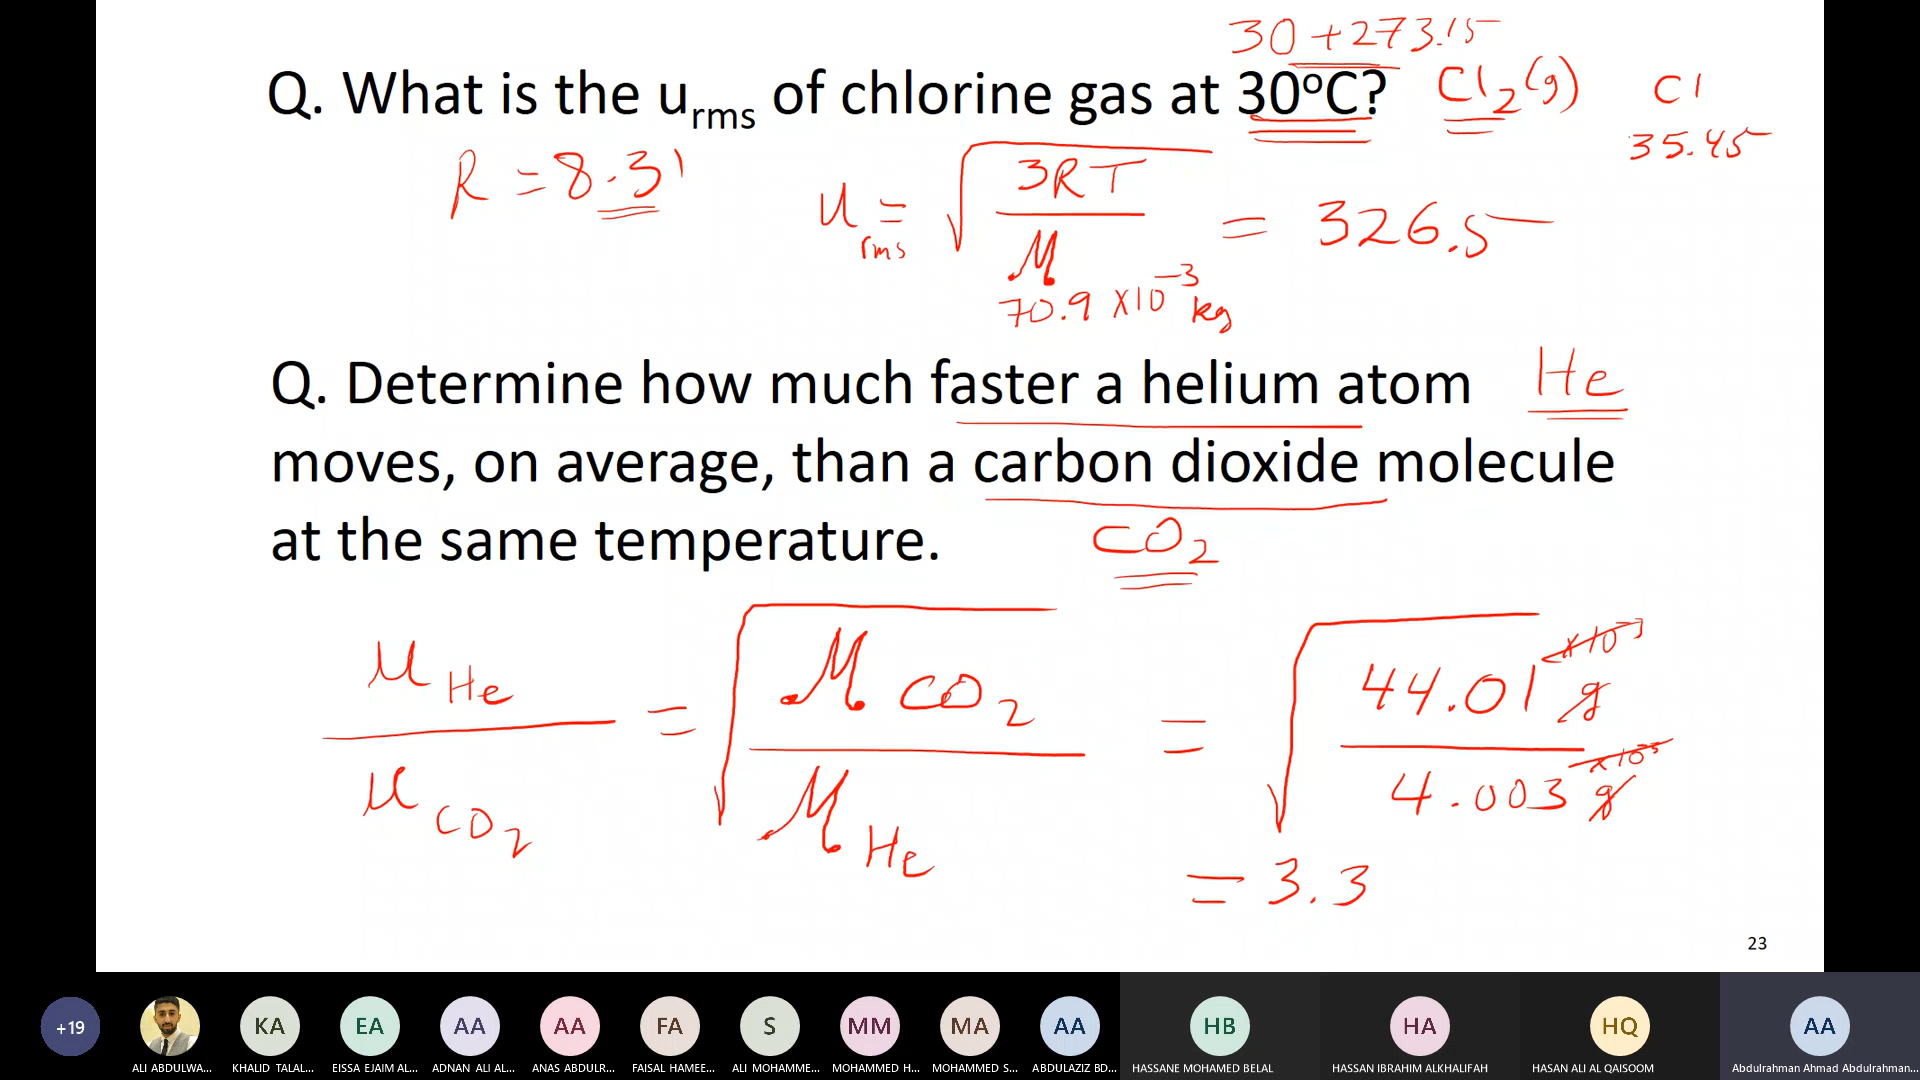 30 + 273.15
Q. What is the urms of chlorine gas at 30°C? Cl2(g) Cl
35.45
R = 8.31
u rms = √ 3RT / M = 326.5
70.9 x10-3 kg
Q. Determine how much faster a helium atom He
moves, on average, than a carbon dioxide molecule
at the same temperature. CO2
u He / u CO2 = √ M CO2 / M He = √ 44.01 x10-3 g / 4.003 x10-3 g
= 3.3
23
+19 KA EA AA AA FA S MM MA AA HB HA HQ AA
ALI ABDULWA... KHALID TALAL... EISSA EJAIM AL... ADNAN ALI AL... ANAS ABDULR... FAISAL HAMEE... ALI MOHAMME... MOHAMMED H... MOHAMMED S... ABDULAZIZ BD... HASSANE MOHAMED BELAL HASSAN IBRAHIM ALKHALIFAH HASAN ALI AL QAISOOM Abdulrahman Ahmad Abdulrahman...